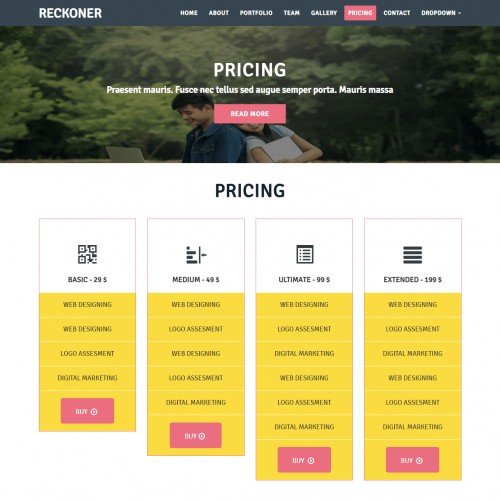 RECKONER
HOME ABOUT PORTFOLIO TEAM GALLERY PRICING CONTACT DROPDOWN
PRICING
Praesent mauris. Fusce nec tellus sed augue semper porta. Mauris massa
READ MORE
PRICING
BASIC - 29 $
WEB DESIGNING
WEB DESIGNING
LOGO ASSESMENT
DIGITAL MARKETING
BUY
MEDIUM - 49 $
WEB DESIGNING
LOGO ASSESMENT
WEB DESIGNING
LOGO ASSESMENT
DIGITAL MARKETING
BUY
ULTIMATE - 99 $
WEB DESIGNING
LOGO ASSESMENT
DIGITAL MARKETING
WEB DESIGNING
LOGO ASSESMENT
DIGITAL MARKETING
BUY
EXTENDED - 199 $
WEB DESIGNING
LOGO ASSESMENT
DIGITAL MARKETING
WEB DESIGNING
LOGO ASSESMENT
DIGITAL MARKETING
BUY